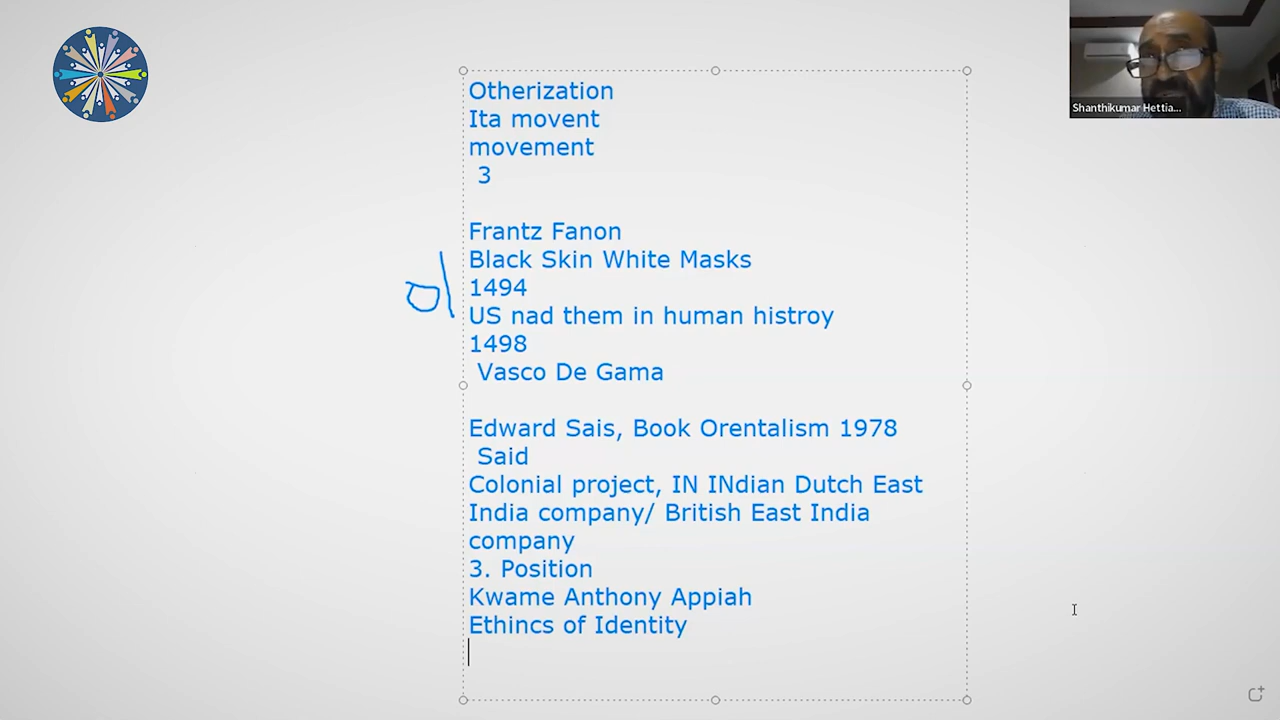 Otherization
Ita movent
movement
3
Frantz Fanon
Black Skin White Masks
1494
US nad them in human histroy
1498
Vasco De Gama
Edward Sais, Book Orentalism 1978
Said
Colonial project, IN INdian Dutch East
India company/ British East India
company
3. Position
Kwame Anthony Appiah
Ethincs of Identity
Shanthikumar Hettia...